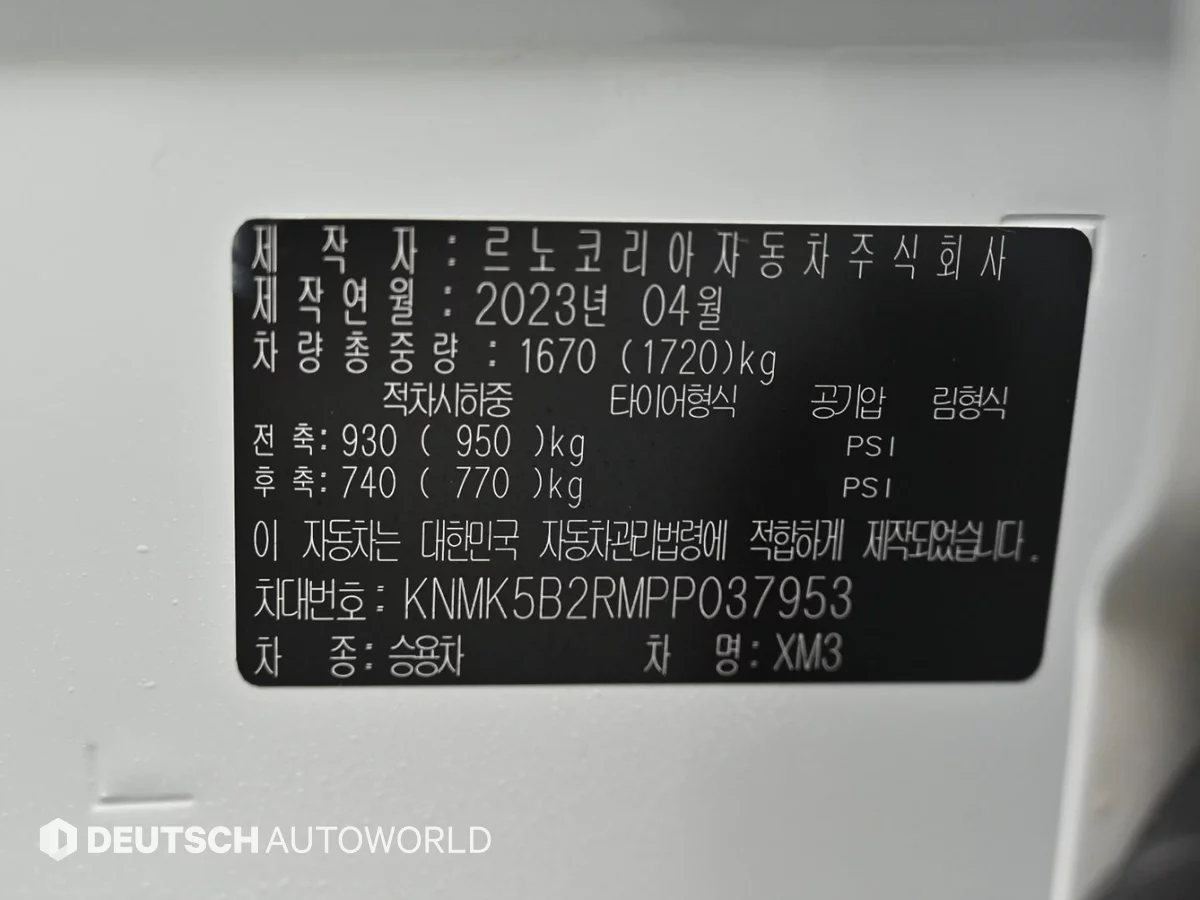 제 작 자 : 르노코리아자동차주식회사
제작연월 : 2023년 04월
차량총중량 : 1670 (1720)kg
적차시하중 타이어형식 공기압 림형식
전 축: 930 ( 950 )kg PSI
후 축: 740 ( 770 )kg PSI
이 자동차는 대한민국 자동차관리법령에 적합하게 제작되었습니다.
차대번호: KNMK5B2RMPP037953
차 종: 승용차 차 명: XM3
DEUTSCH AUTOWORLD